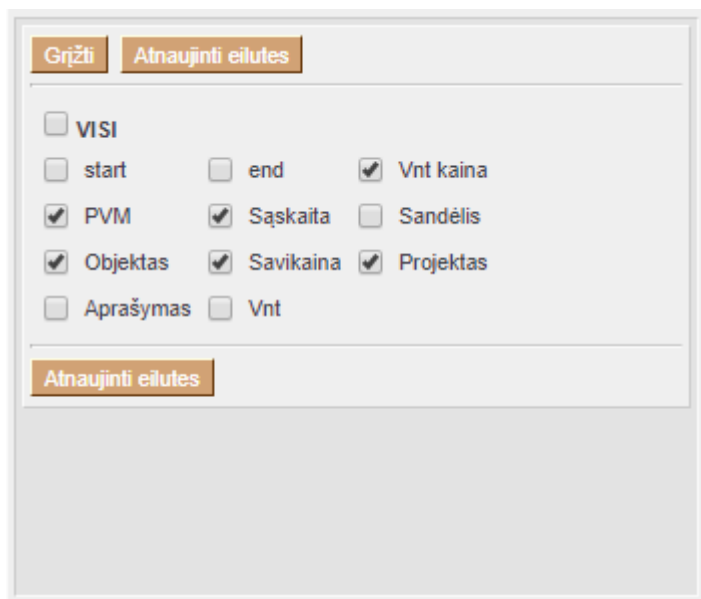 Grįžti Atnaujinti eilutes
VISI
start end Vnt kaina
PVM Sąskaita Sandėlis
Objektas Savikaina Projektas
Aprašymas Vnt
Atnaujinti eilutes